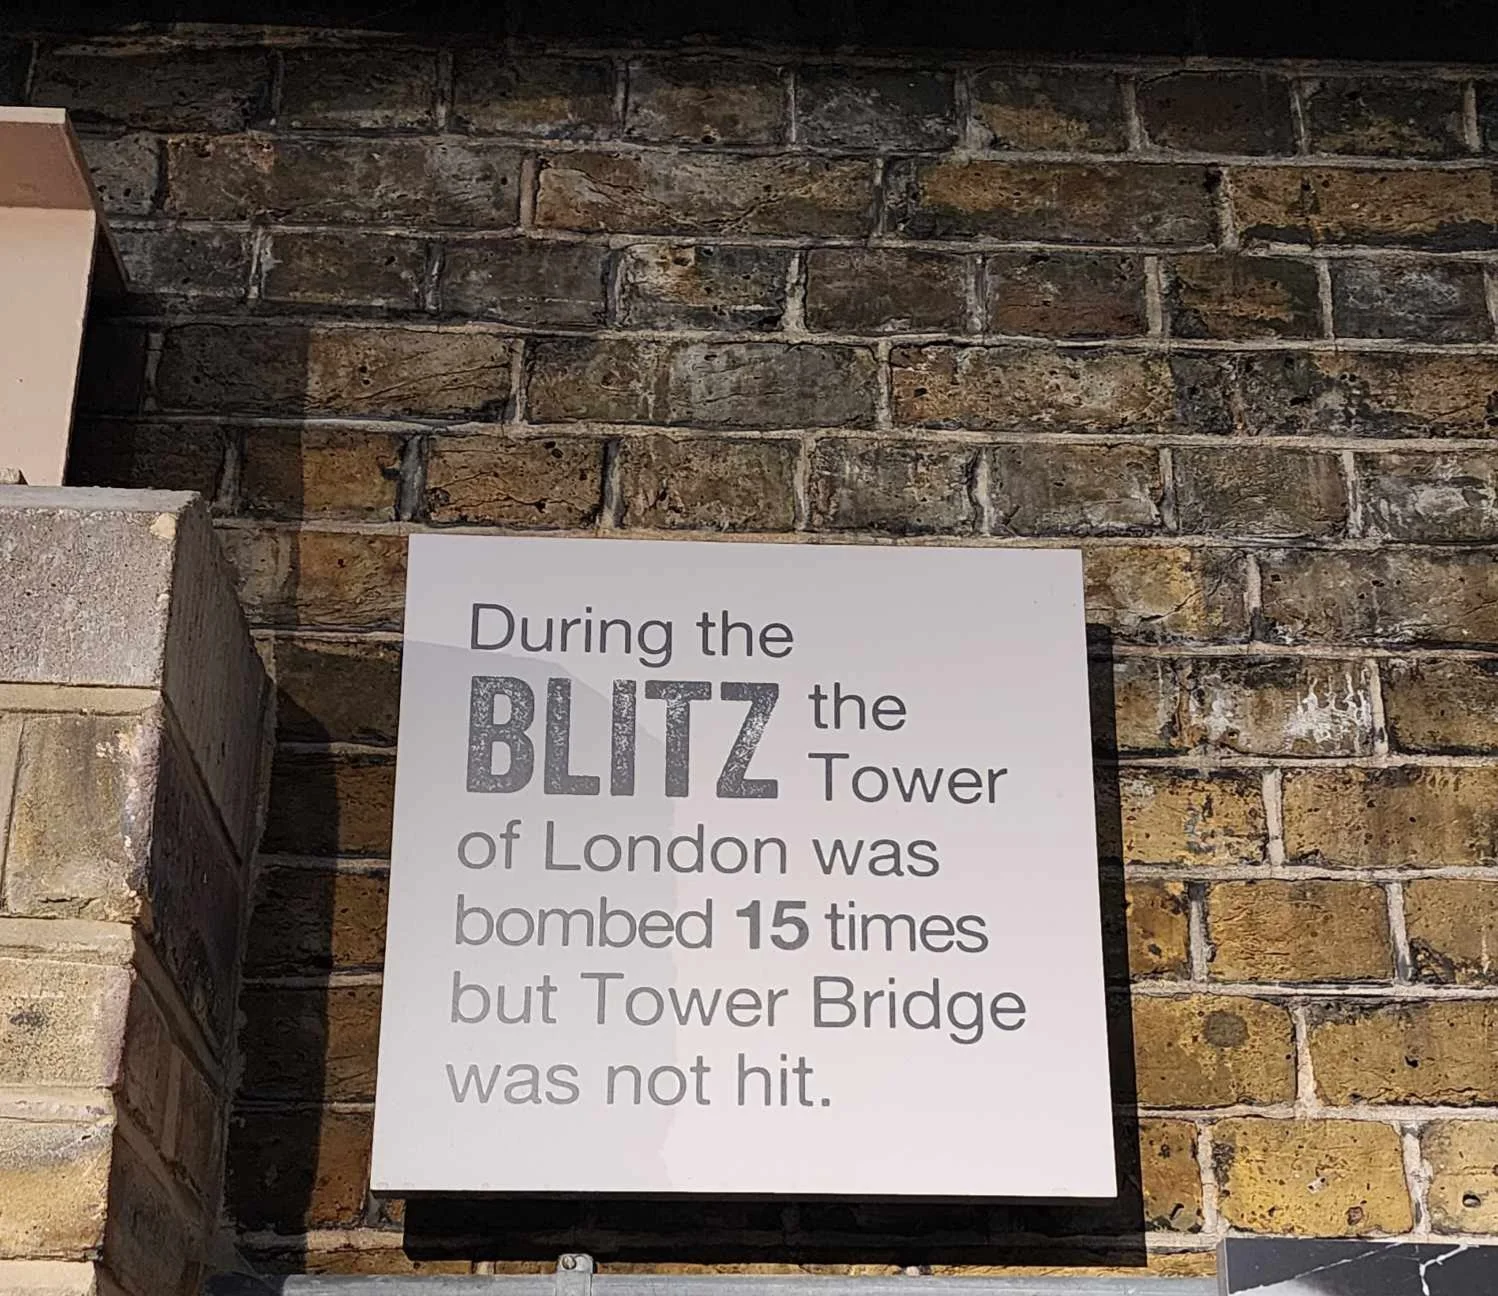 During the
BLITZ the
Tower
of London was
bombed 15 times
but Tower Bridge
was not hit.